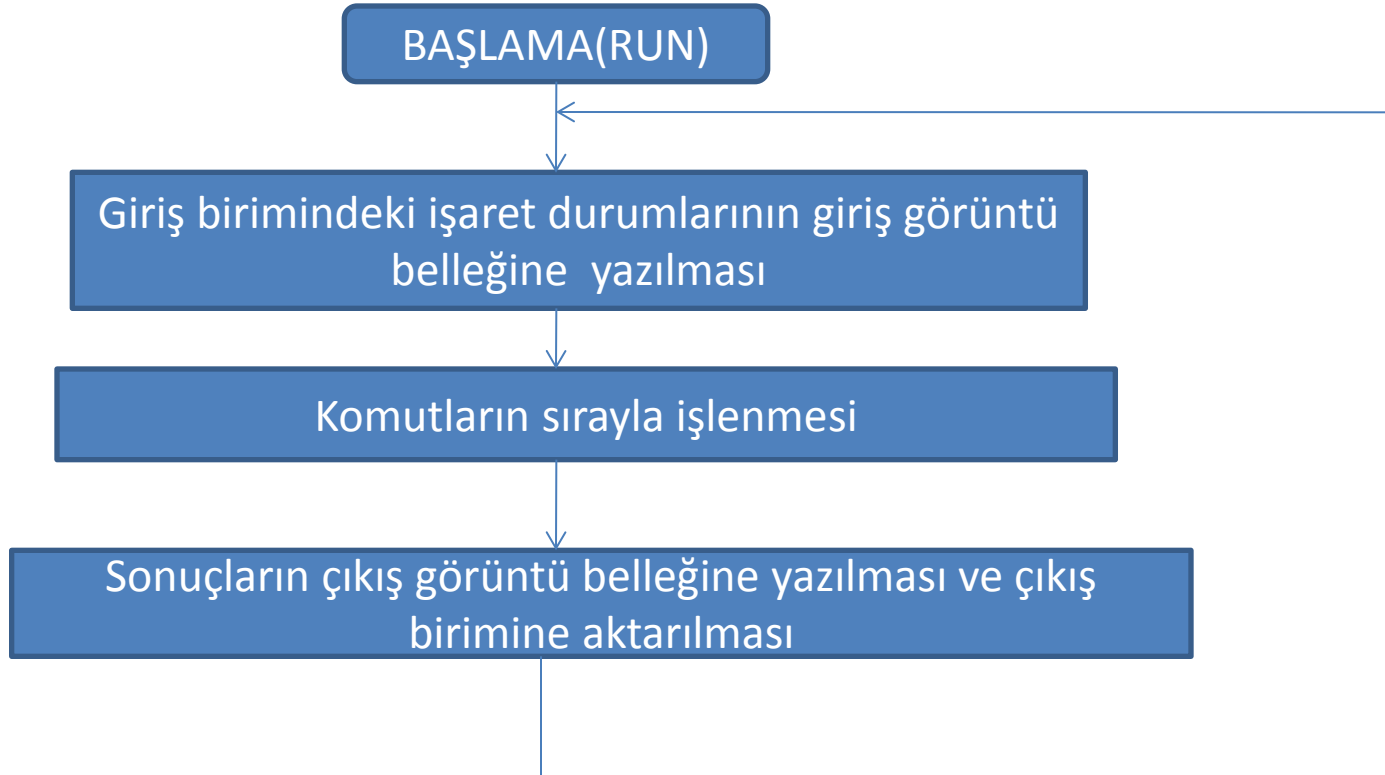 BAŞLAMA(RUN)
Giriş birimindeki işaret durumlarının giriş görüntü
belleğine yazılması
Komutların sırayla işlenmesi
Sonuçların çıkış görüntü belleğine yazılması ve çıkış
birimine aktarılması